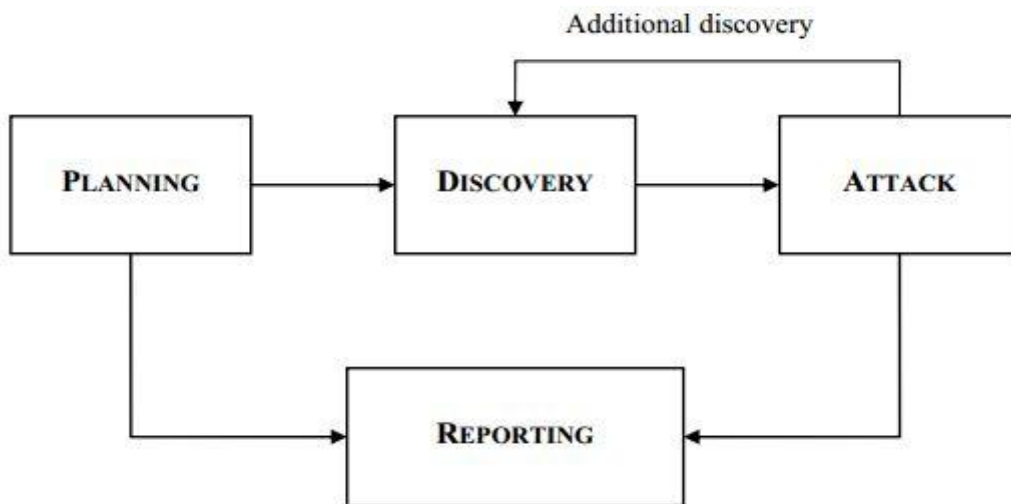 Additional discovery
PLANNING
DISCOVERY
ATTACK
REPORTING